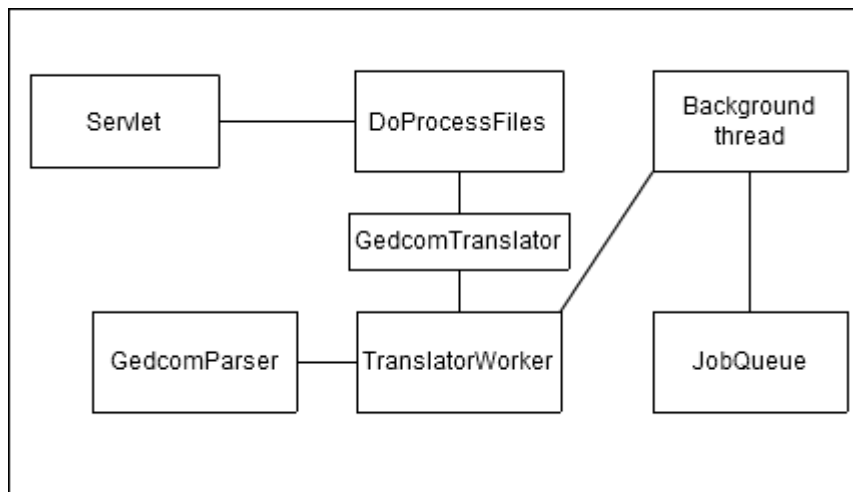 Servlet
DoProcessFiles
Background
thread
GedcomTranslator
GedcomParser
TranslatorWorker
JobQueue